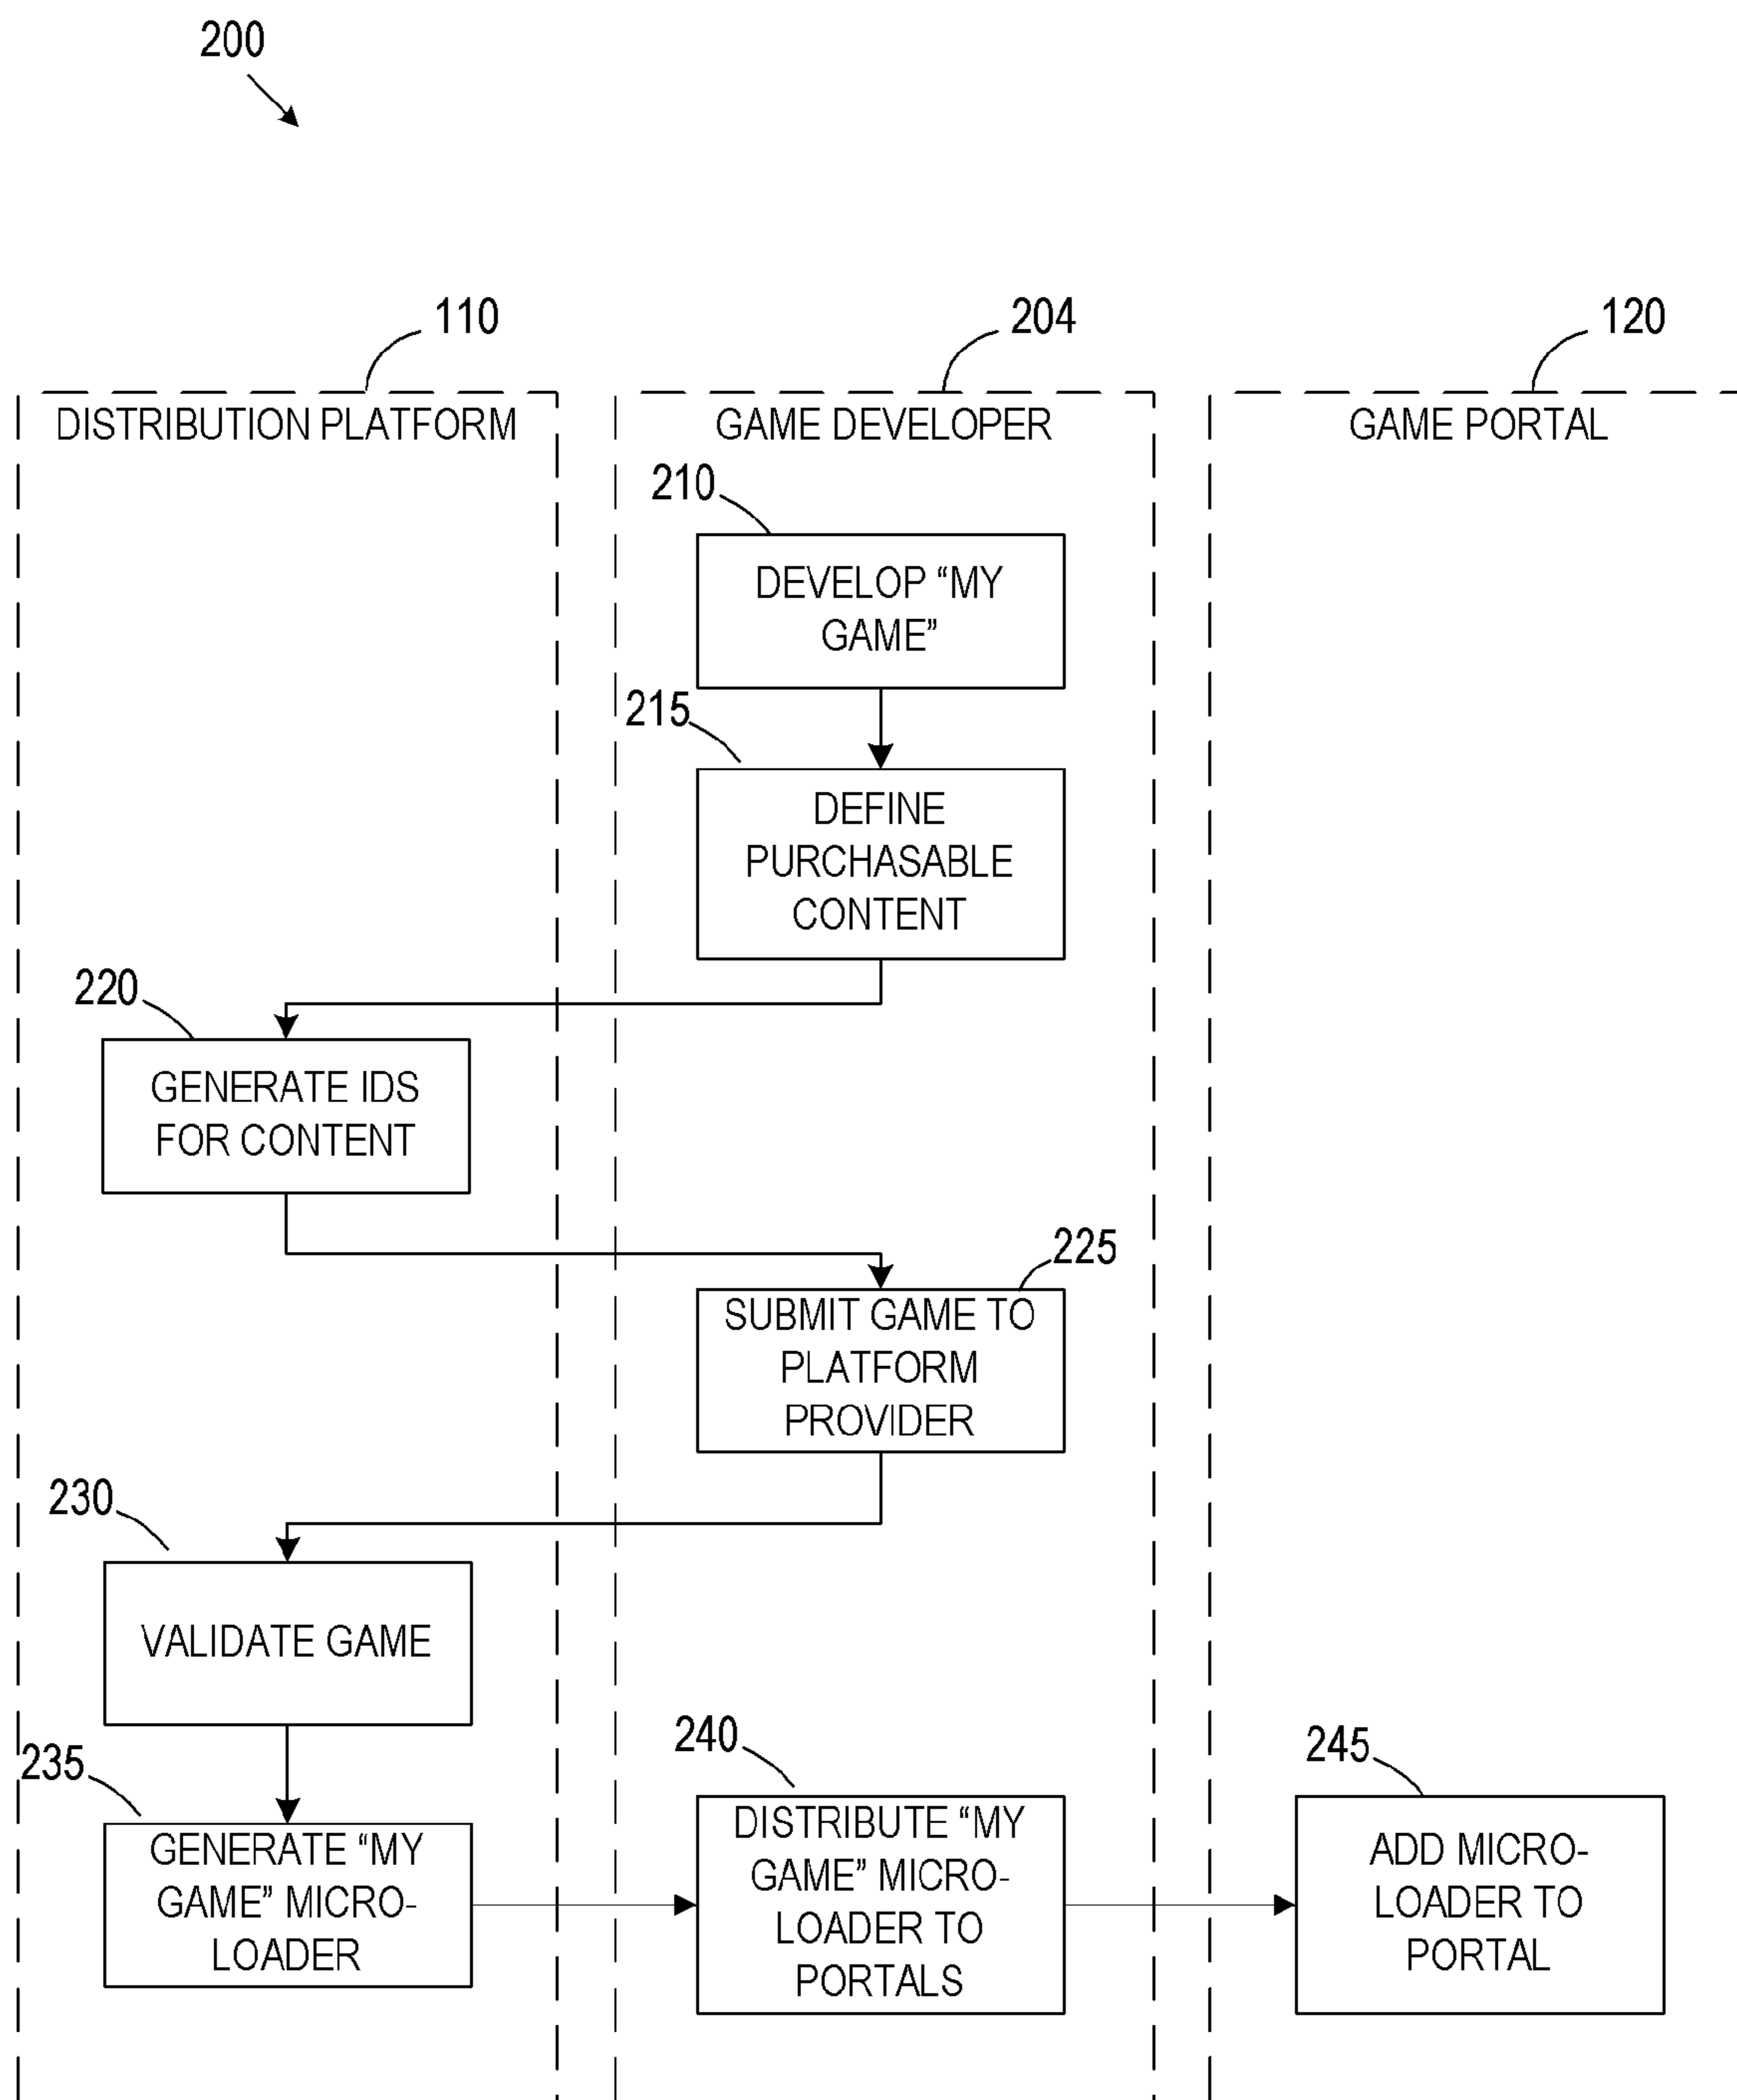 200
110
204
120
DISTRIBUTION PLATFORM
GAME DEVELOPER
GAME PORTAL
210
DEVELOP “MY
GAME”
215
DEFINE
PURCHASABLE
CONTENT
220
GENERATE IDS
FOR CONTENT
225
SUBMIT GAME TO
PLATFORM
PROVIDER
230
VALIDATE GAME
235
GENERATE “MY
GAME” MICRO-
LOADER
240
DISTRIBUTE “MY
GAME” MICRO-
LOADER TO
PORTALS
245
ADD MICRO-
LOADER TO
PORTAL